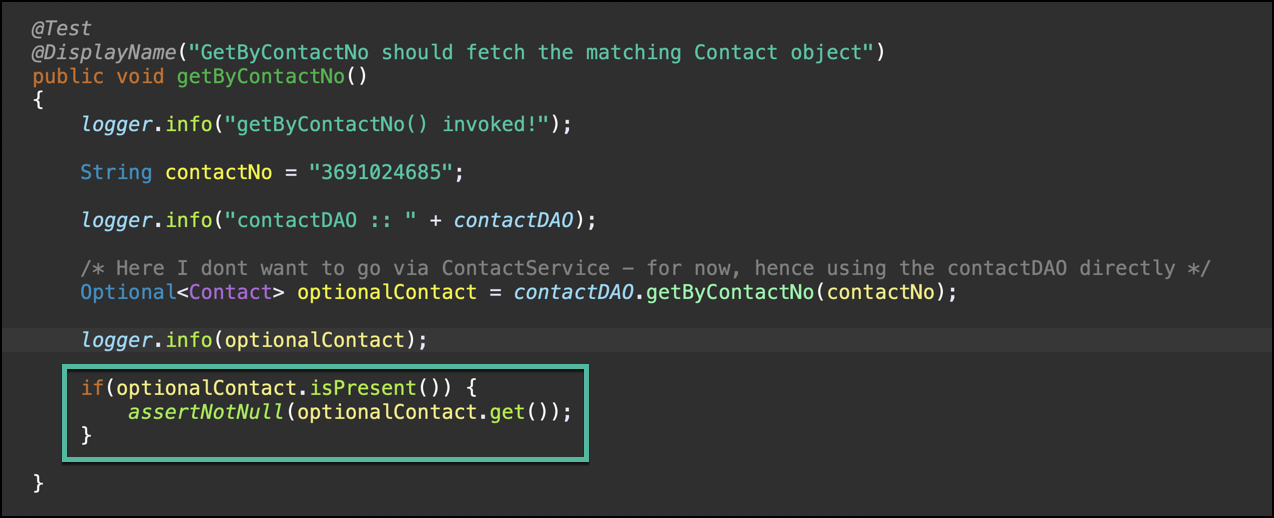 @Test
@DisplayName("GetByContactNo should fetch the matching Contact object")
public void getByContactNo()
{
logger.info("getByContactNo() invoked!");
String contactNo = "3691024685";
logger.info("contactDAO :: " + contactDAO);
/* Here I dont want to go via ContactService – for now, hence using the contactDAO directly */
Optional<Contact> optionalContact = contactDAO.getByContactNo(contactNo);
logger.info(optionalContact);
if(optionalContact.isPresent()) {
assertNotNull(optionalContact.get());
}
}